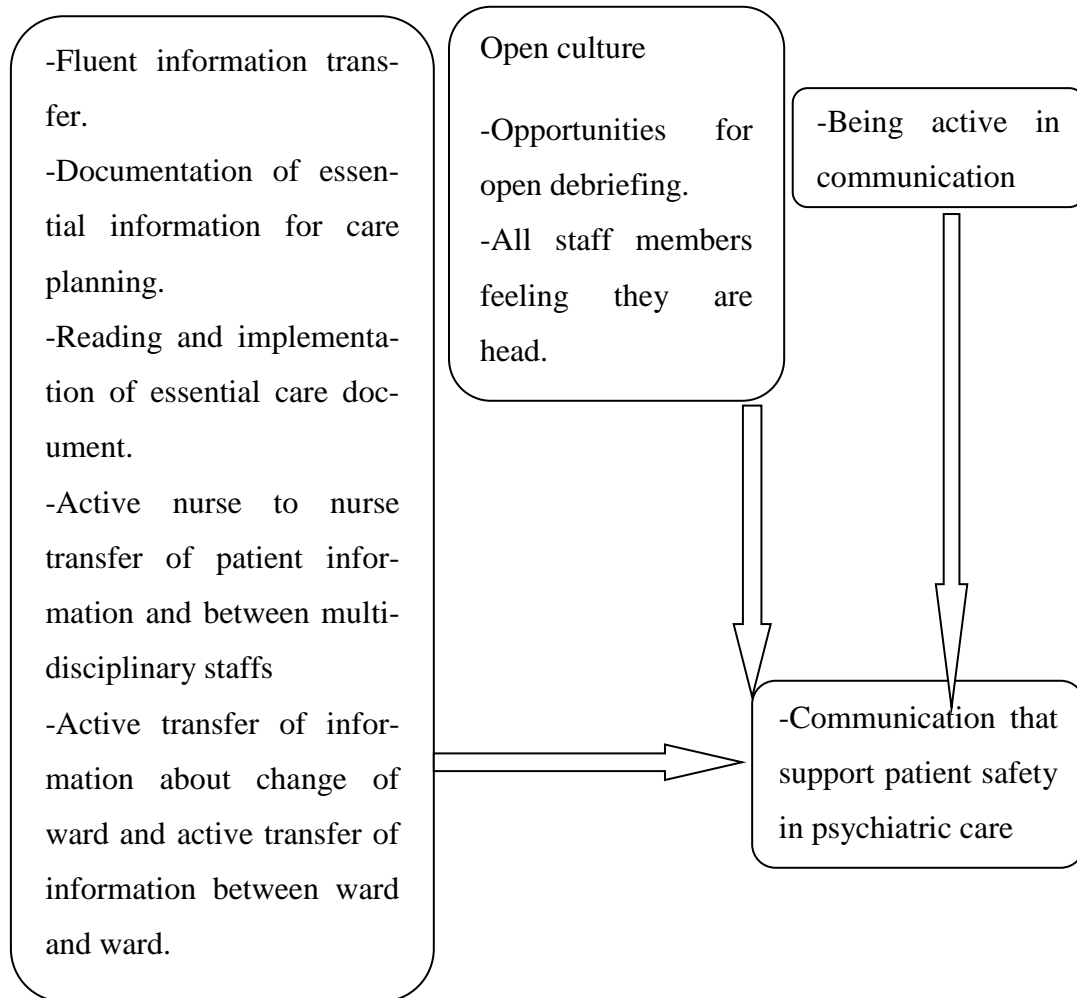 -Fluent information trans-
fer.
-Documentation of essen-
tial information for care
planning.
-Reading and implementa-
tion of essential care doc-
ument.
-Active nurse to nurse
transfer of patient infor-
mation and between multi-
disciplinary staffs
-Active transfer of infor-
mation about change of
ward and active transfer of
information between ward
and ward.
Open culture
-Opportunities for
open debriefing.
-All staff members
feeling they are
head.
-Being active in
communication
-Communication that
support patient safety
in psychiatric care